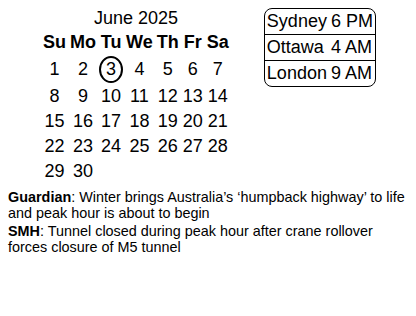 June 2025
Su Mo Tu We Th Fr Sa
1 2 3 4 5 6 7
8 9 10 11 12 13 14
15 16 17 18 19 20 21
22 23 24 25 26 27 28
29 30
Sydney 6 PM
Ottawa 4 AM
London 9 AM
Guardian: Winter brings Australia’s ‘humpback highway’ to life
and peak hour is about to begin
SMH: Tunnel closed during peak hour after crane rollover
forces closure of M5 tunnel